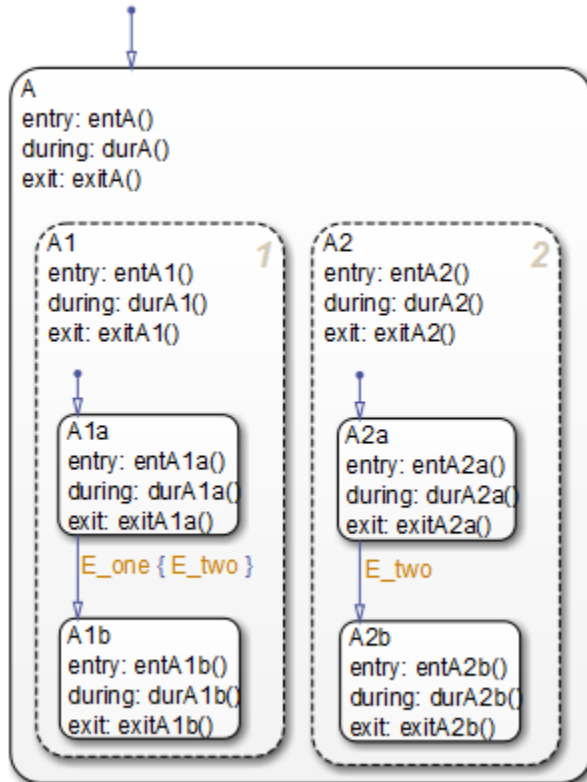 A
entry: entA()
during: durA()
exit: exitA()
A1
1
entry: entA1()
during: durA1()
exit: exitA1()
A1a
entry: entA1a()
during: durA1a()
exit: exitA1a()
E_one { E_two }
A1b
entry: entA1b()
during: durA1b()
exit: exitA1b()
A2
2
entry: entA2()
during: durA2()
exit: exitA2()
A2a
entry: entA2a()
during: durA2a()
exit: exitA2a()
E_two
A2b
entry: entA2b()
during: durA2b()
exit: exitA2b()